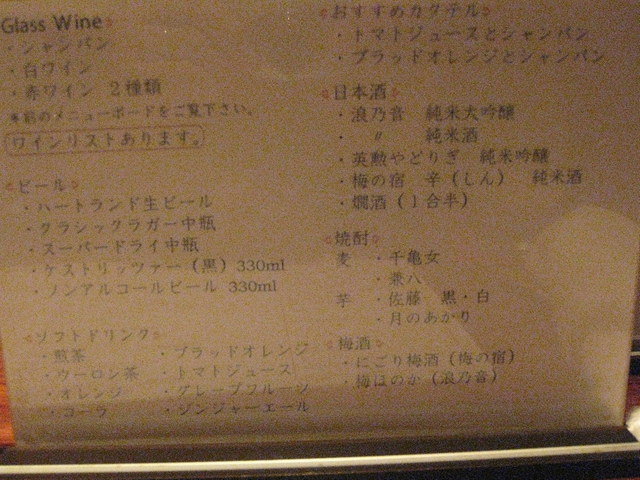 Glass Wine
・シャンパン
・白ワイン
・赤ワイン 2種類
*前のメニューボードをご覧下さい。
ワインリストあります。
◇ビール◇
・ハートランド生ビール
・クラシックラガー中瓶
・スーパードライ中瓶
・ケストリッツァー（黒）330ml
・ノンアルコールビール 330ml
◇ソフトドリンク◇
・煎茶 ・ブラッドオレンジ
・ウーロン茶 ・トマトジュース
・オレンジ ・グレープフルーツ
・コーラ ・ジンジャーエール
◇おすすめカクテル◇
・トマトジュースとシャンパン
・ブラッドオレンジとシャンパン
◇日本酒◇
・浪乃音 純米大吟醸
・〃 純米酒
・英勲やどりぎ 純米吟醸
・梅の宿 辛（しん） 純米酒
・燗酒（1合半）
◇焼酎◇
麦 ・千亀女
・兼八
芋 ・佐藤 黒・白
・月のあかり
◇梅酒◇
・にごり梅酒（梅の宿）
・梅ほのか（浪乃音）